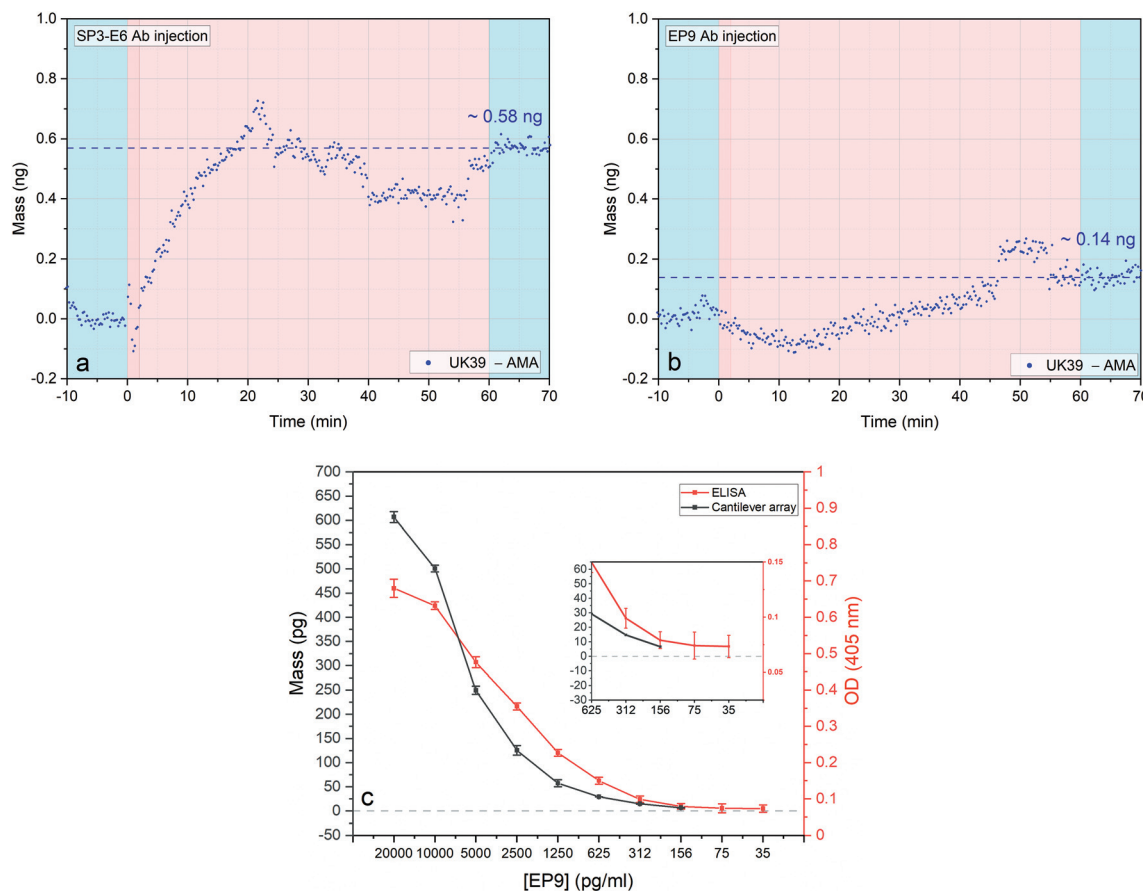 SP3-E6 Ab injection
~ 0.58 ng
1.0
0.8
0.6
0.4
0.2
0.0
-0.2
Mass (ng)
a
UK39 – AMA
-10 0 10 20 30 40 50 60 70
Time (min)
EP9 Ab injection
~ 0.14 ng
1.0
0.8
0.6
0.4
0.2
0.0
-0.2
Mass (ng)
b
UK39 – AMA
-10 0 10 20 30 40 50 60 70
Time (min)
700
650
600
550
500
450
400
350
300
250
200
150
100
50
0
-50
Mass (pg)
ELISA
Cantilever array
60
50
40
30
20
10
0
-10
-20
-30
0.15
0.1
0.05
625 312 156 75 35
1
0.9
0.8
0.7
0.6
0.5
0.4
0.3
0.2
0.1
0
OD (405 nm)
c
20000 10000 5000 2500 1250 625 312 156 75 35
[EP9] (pg/ml)